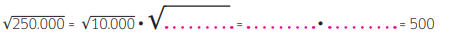 √250.000 = √10.000 • √......... = ......... • ......... = 500